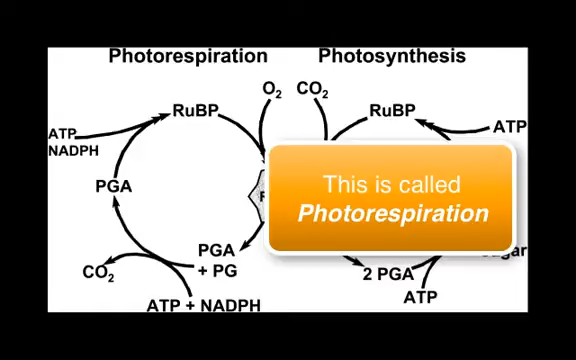 Photorespiration Photosynthesis
O2 CO2
RuBP RuBP
ATP
NADPH
ATP
This is called
Photorespiration
PGA
PGA
+ PG
CO2
2 PGA
ATP + NADPH
ATP